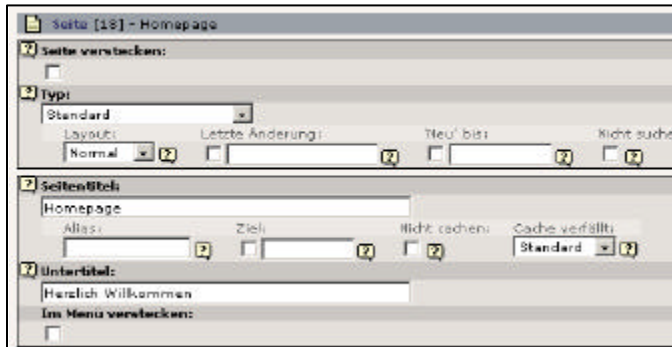 Seite [18] - Homepage
Seite verstecken:
Typ:
Standard
Layout: Letzte Änderung: 'Neu' bis: Nicht suche
Normal
Seitentitel:
Homepage
Alias: Ziel: Nicht cachen: Cache verfällt:
Standard
Untertitel:
Herzlich Willkommen
Im Menü verstecken: